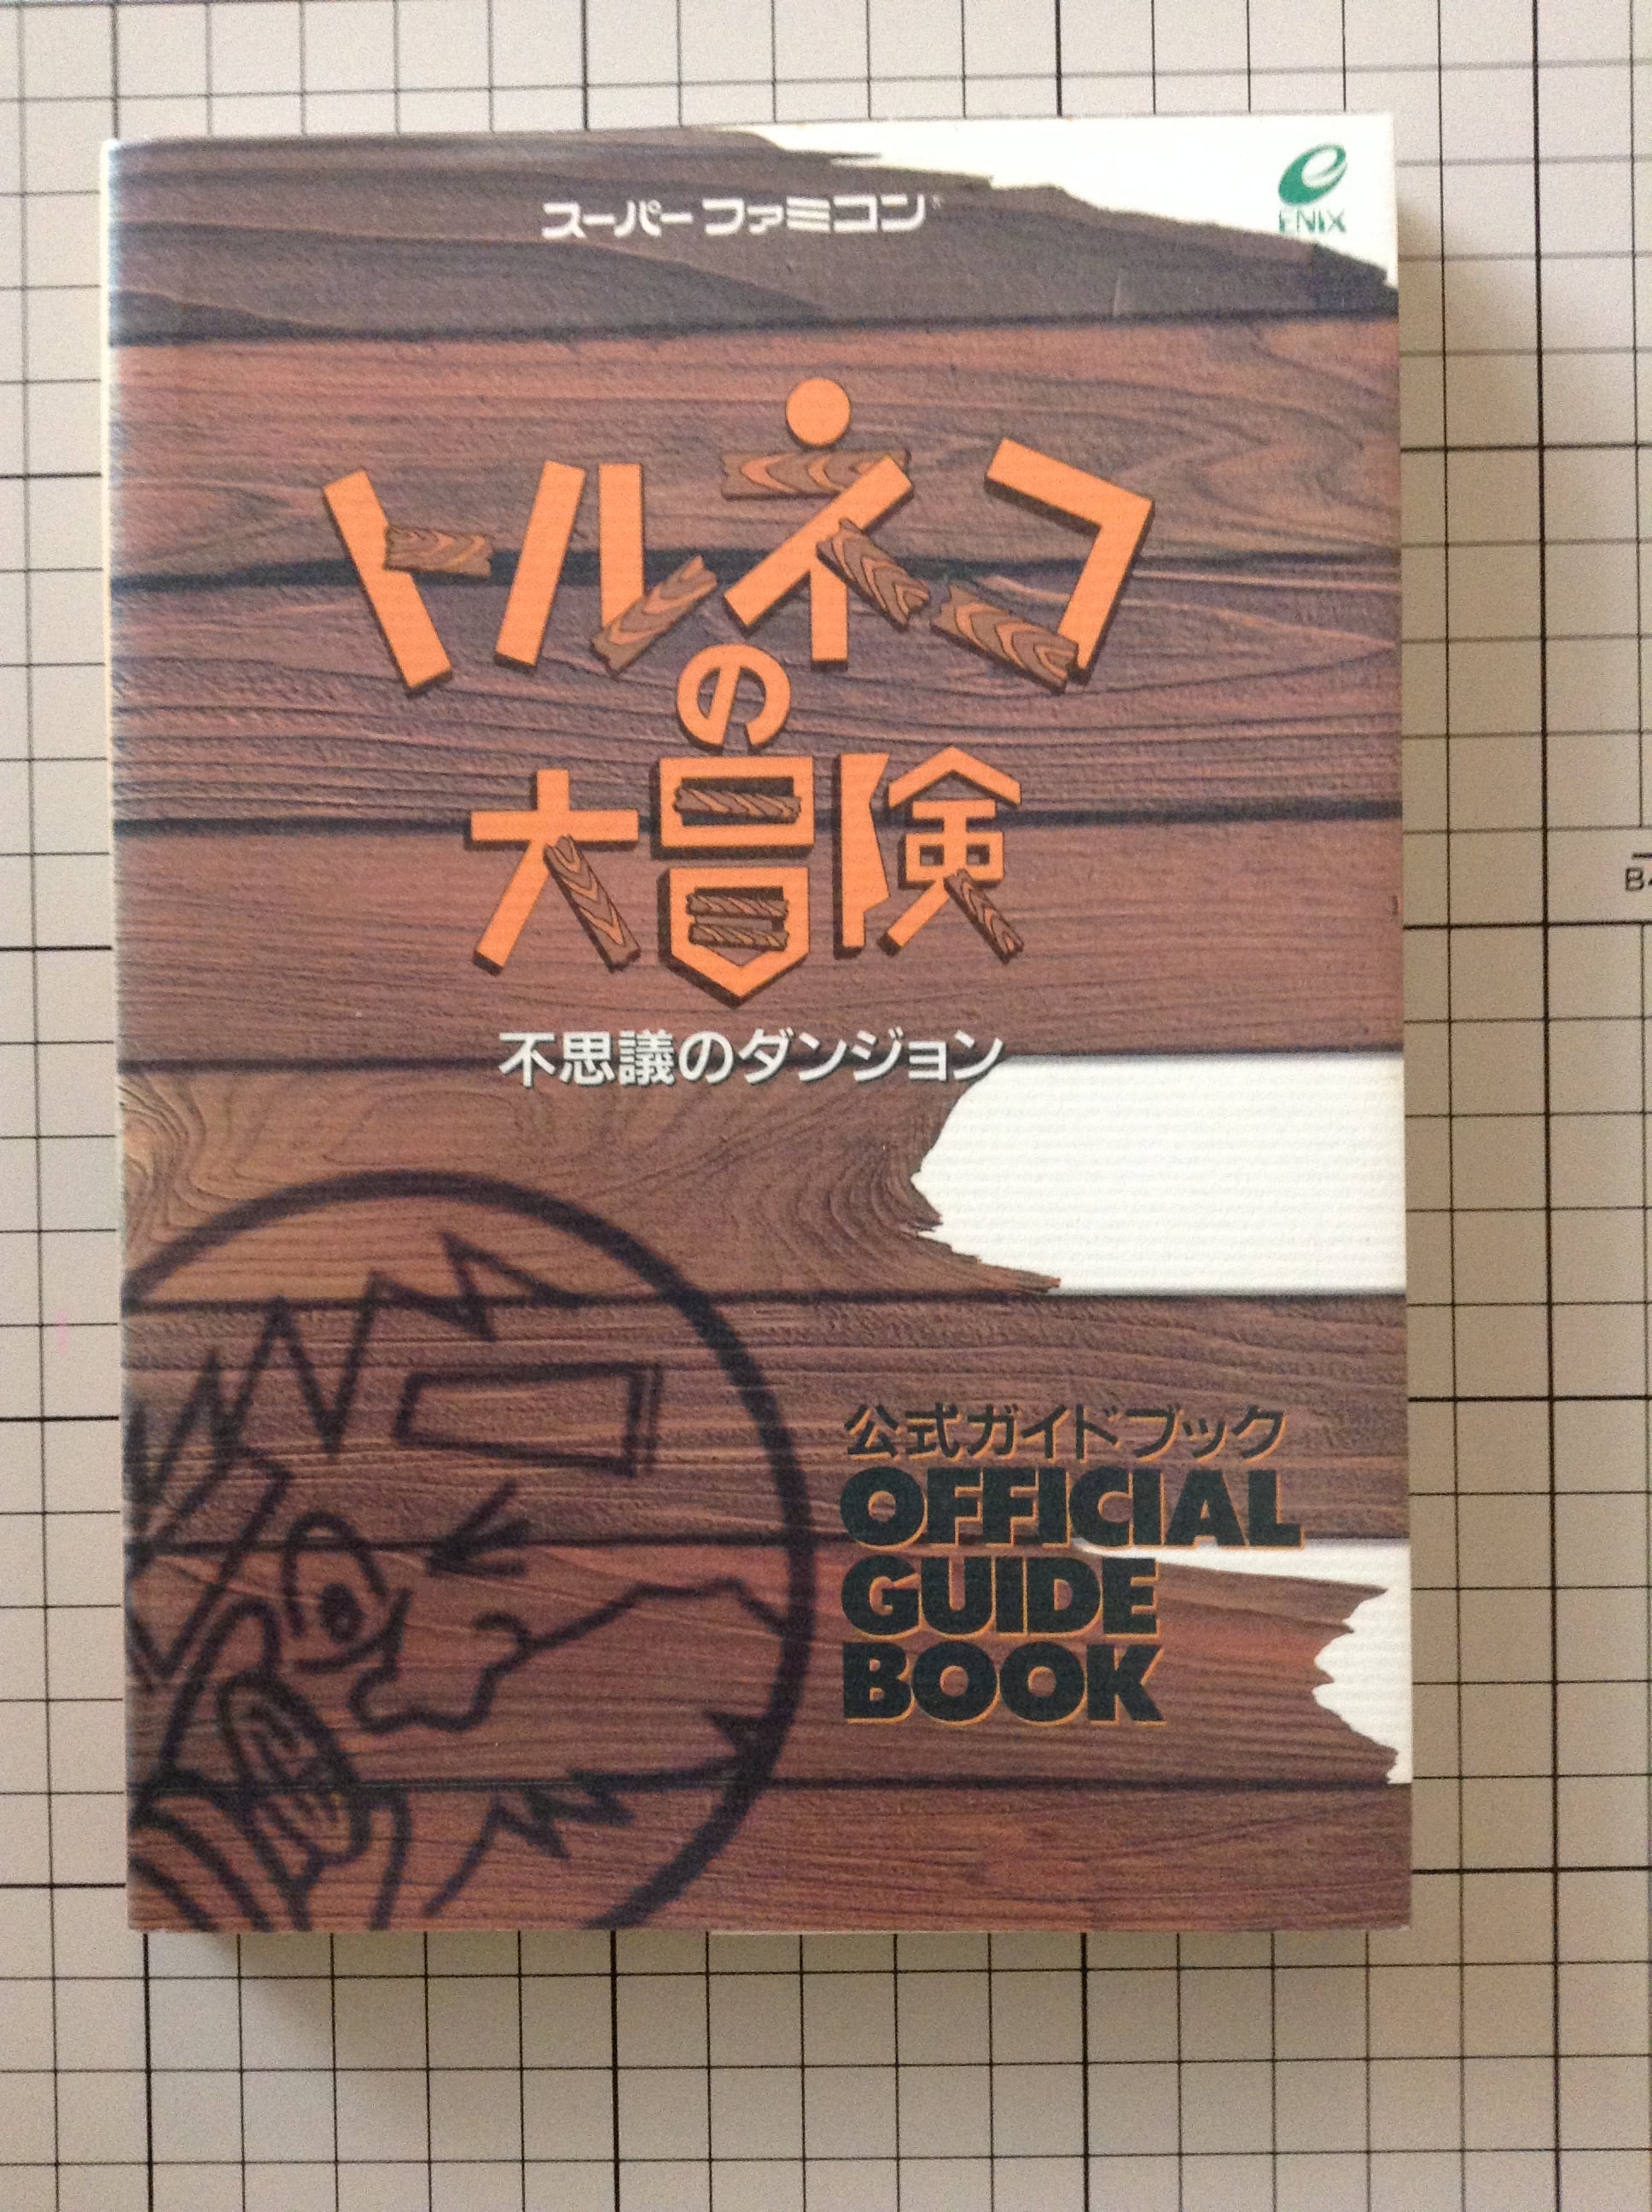 スーパーファミコン
ENIX
トルネコ
の
大冒険
不思議のダンジョン
公式ガイドブック
OFFICIAL
GUIDE
BOOK